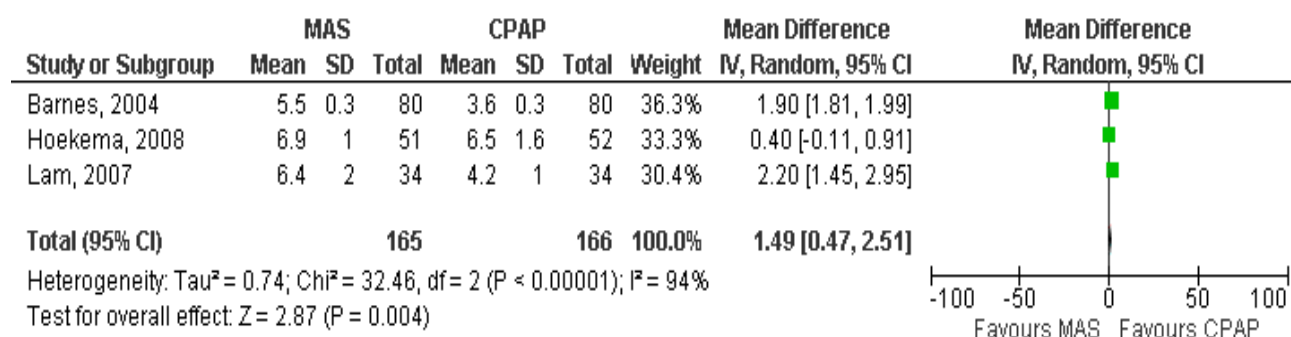 MAS CPAP Mean Difference Mean Difference
Study or Subgroup Mean SD Total Mean SD Total Weight IV, Random, 95% CI IV, Random, 95% CI
Barnes, 2004 5.5 0.3 80 3.6 0.3 80 36.3% 1.90 [1.81, 1.99]
Hoekema, 2008 6.9 1 51 6.5 1.6 52 33.3% 0.40 [-0.11, 0.91]
Lam, 2007 6.4 2 34 4.2 1 34 30.4% 2.20 [1.45, 2.95]
Total (95% CI) 165 166 100.0% 1.49 [0.47, 2.51]
Heterogeneity: Tau² = 0.74; Chi² = 32.46, df = 2 (P < 0.00001); I² = 94%
Test for overall effect: Z = 2.87 (P = 0.004)
-100 -50 0 50 100
Favours MAS Favours CPAP